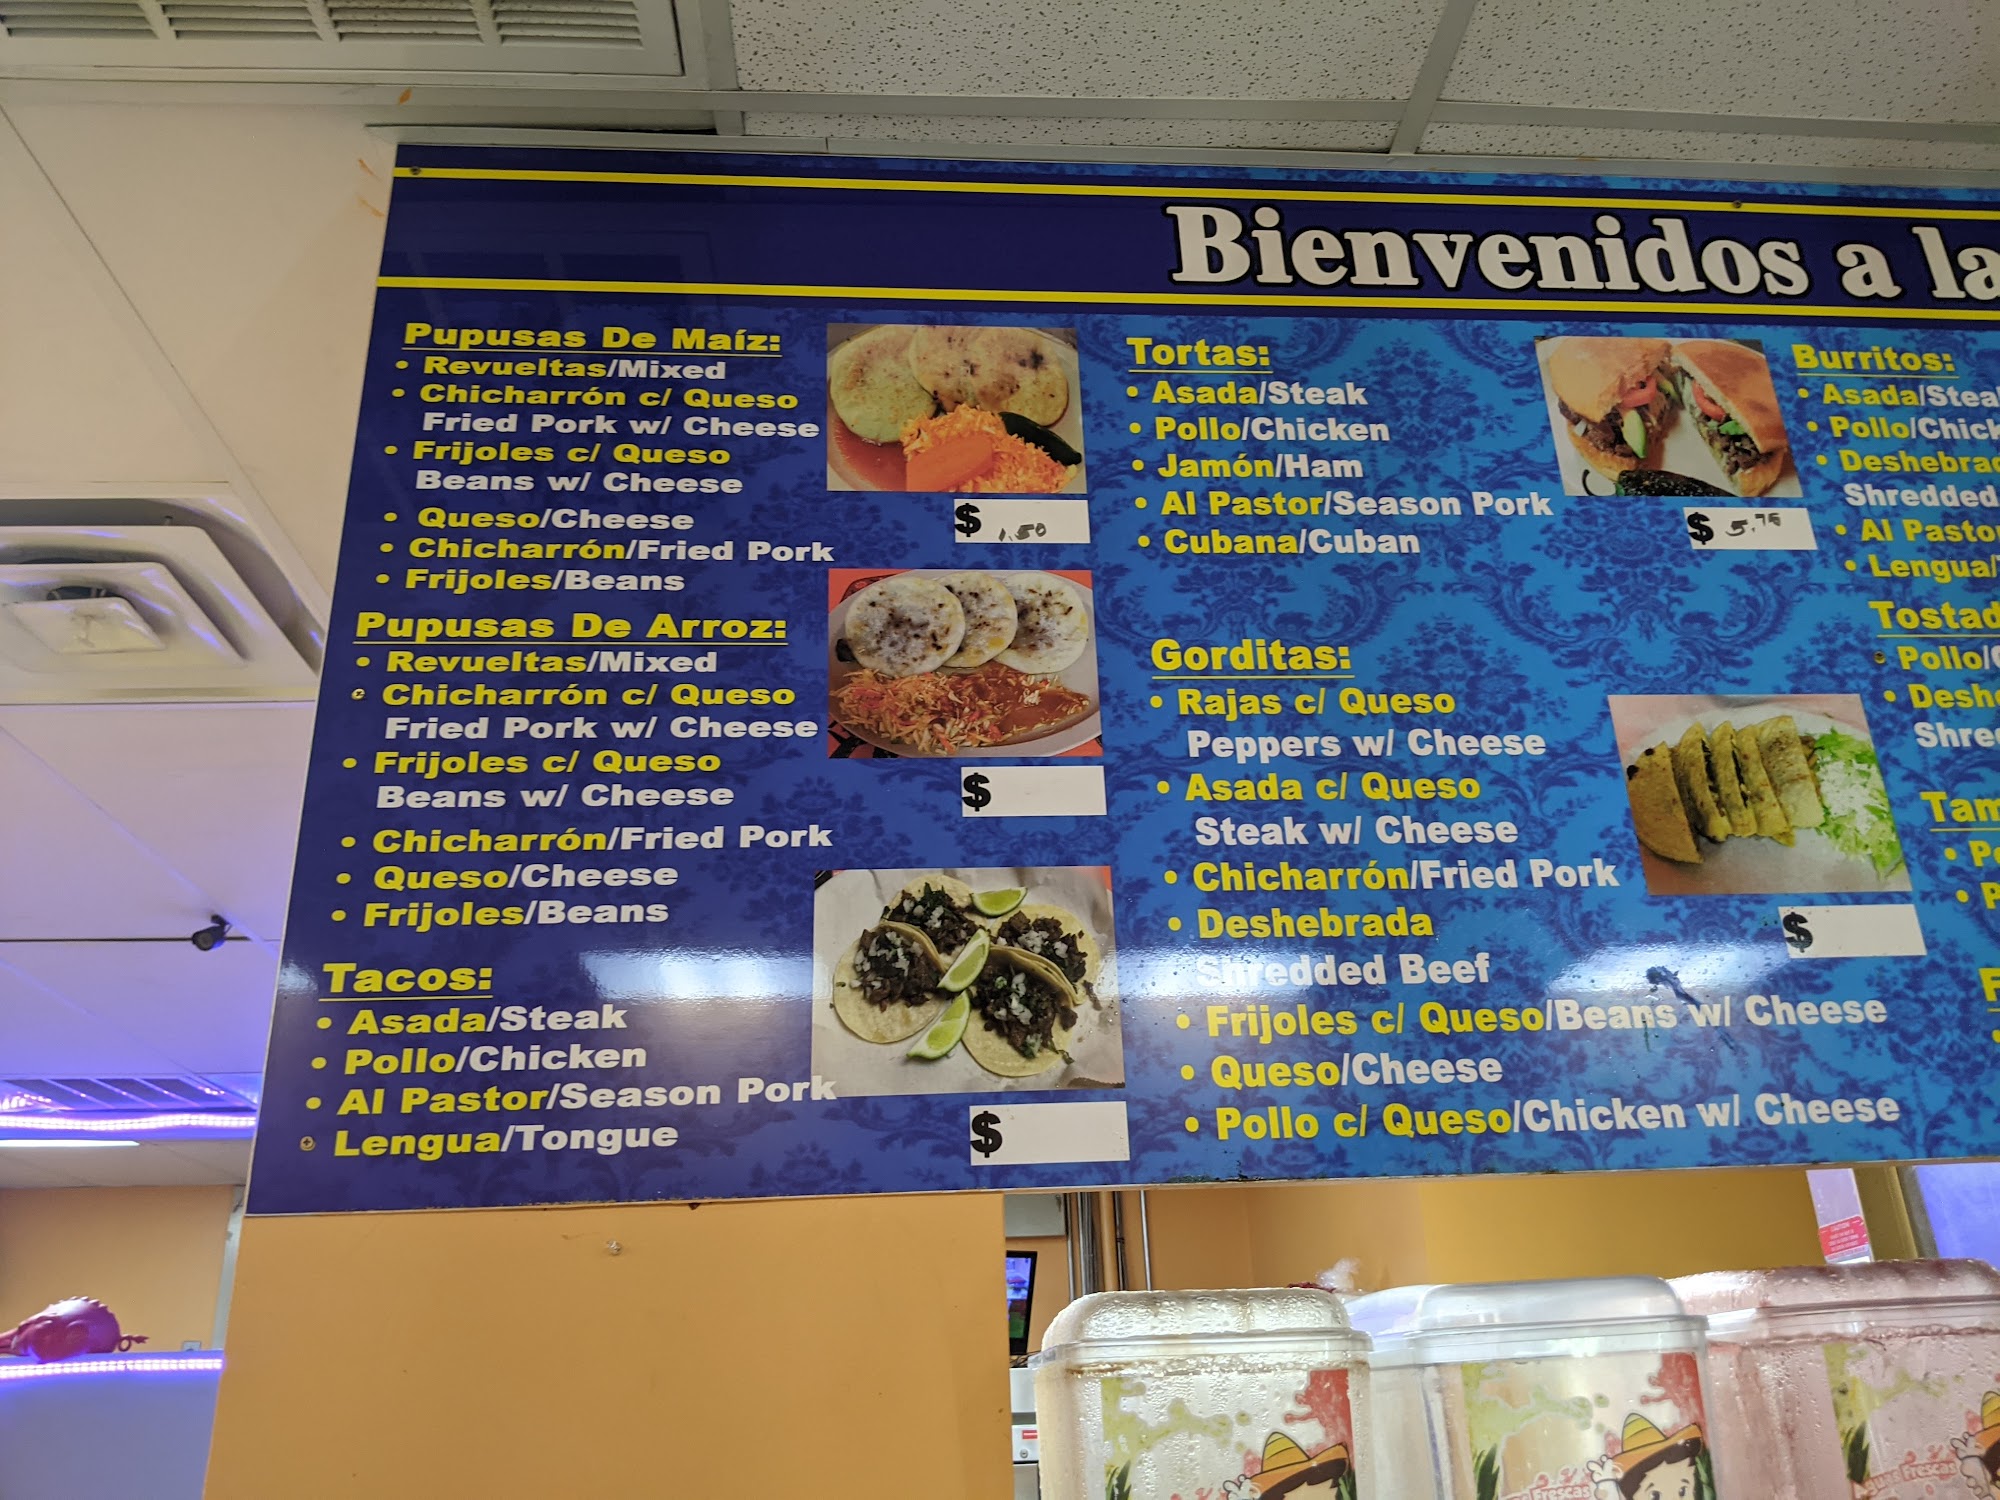 Bienvenidos a la
Pupusas De Maíz:
• Revueltas/Mixed
• Chicharrón c/ Queso
Fried Pork w/ Cheese
• Frijoles c/ Queso
Beans w/ Cheese
• Queso/Cheese
• Chicharrón/Fried Pork
• Frijoles/Beans
$ 1.50
Pupusas De Arroz:
• Revueltas/Mixed
• Chicharrón c/ Queso
Fried Pork w/ Cheese
• Frijoles c/ Queso
Beans w/ Cheese
• Chicharrón/Fried Pork
• Queso/Cheese
• Frijoles/Beans
$
Tacos:
• Asada/Steak
• Pollo/Chicken
• Al Pastor/Season Pork
• Lengua/Tongue
$
Tortas:
• Asada/Steak
• Pollo/Chicken
• Jamón/Ham
• Al Pastor/Season Pork
• Cubana/Cuban
$ 5.75
Gorditas:
• Rajas c/ Queso
Peppers w/ Cheese
• Asada c/ Queso
Steak w/ Cheese
• Chicharrón/Fried Pork
• Deshebrada
Shredded Beef
• Frijoles c/ Queso/Beans w/ Cheese
• Queso/Cheese
• Pollo c/ Queso/Chicken w/ Cheese
$
Burritos:
• Asada/Steak
• Pollo/Chick
• Deshebrad
Shredded
• Al Pasto
• Lengua/
Tostad
• Pollo/C
• Deshe
Shre
Tam
• P
• P
F
Frescas
Aguas Frescas